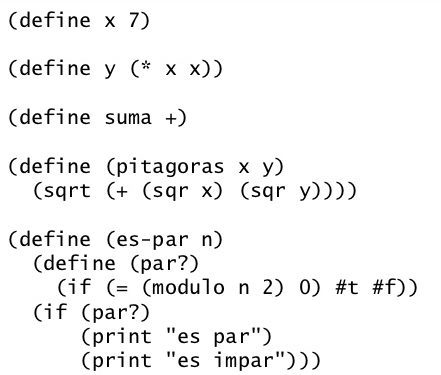 (define x 7)
(define y (* x x))
(define suma +)
(define (pitagoras x y)
  (sqrt (+ (sqr x) (sqr y))))
(define (es-par n)
  (define (par?)
    (if (= (modulo n 2) 0) #t #f))
  (if (par?)
      (print "es par")
      (print "es impar")))